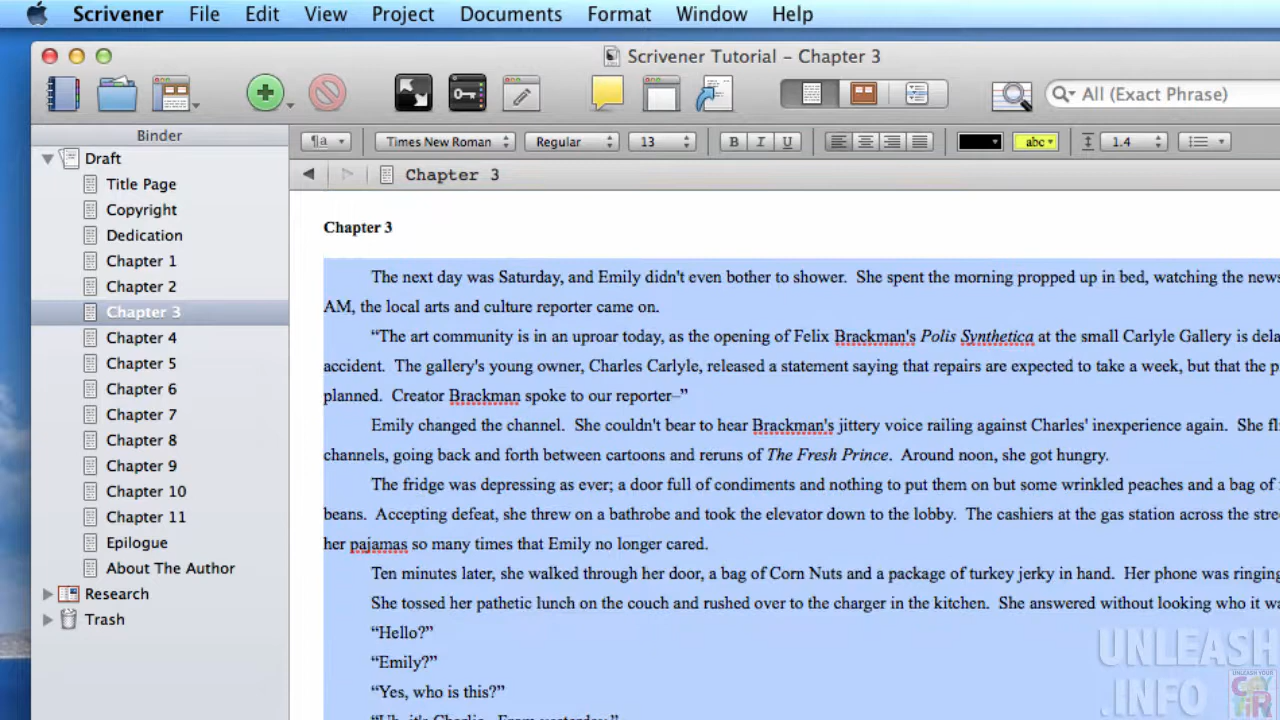 Scrivener File Edit View Project Documents Format Window Help
Scrivener Tutorial – Chapter 3
All (Exact Phrase)
Binder
Times New Roman Regular 13 B I U abc 1.4
Draft
Title Page
Copyright
Dedication
Chapter 1
Chapter 2
Chapter 3
Chapter 4
Chapter 5
Chapter 6
Chapter 7
Chapter 8
Chapter 9
Chapter 10
Chapter 11
Epilogue
About The Author
Research
Trash
Chapter 3
Chapter 3
The next day was Saturday, and Emily didn't even bother to shower. She spent the morning propped up in bed, watching the news
AM, the local arts and culture reporter came on.
“The art community is in an uproar today, as the opening of Felix Brackman's Polis Synthetica at the small Carlyle Gallery is
accident. The gallery's young owner, Charles Carlyle, released a statement saying that repairs are expected to take a week, but that the
planned. Creator Brackman spoke to our reporter–”
Emily changed the channel. She couldn't bear to hear Brackman's jittery voice railing against Charles' inexperience again. She
channels, going back and forth between cartoons and reruns of The Fresh Prince. Around noon, she got hungry.
The fridge was depressing as ever; a door full of condiments and nothing to put them on but some wrinkled peaches and a bag of
beans. Accepting defeat, she threw on a bathrobe and took the elevator down to the lobby. The cashiers at the gas station across the
her pajamas so many times that Emily no longer cared.
Ten minutes later, she walked through her door, a bag of Corn Nuts and a package of turkey jerky in hand. Her phone was ringing
She tossed her pathetic lunch on the couch and rushed over to the charger in the kitchen. She answered without looking who it
“Hello?”
“Emily?”
“Yes, who is this?”
“Uh, it's Charlie. From yesterday.”
UNLEASH
.INFO